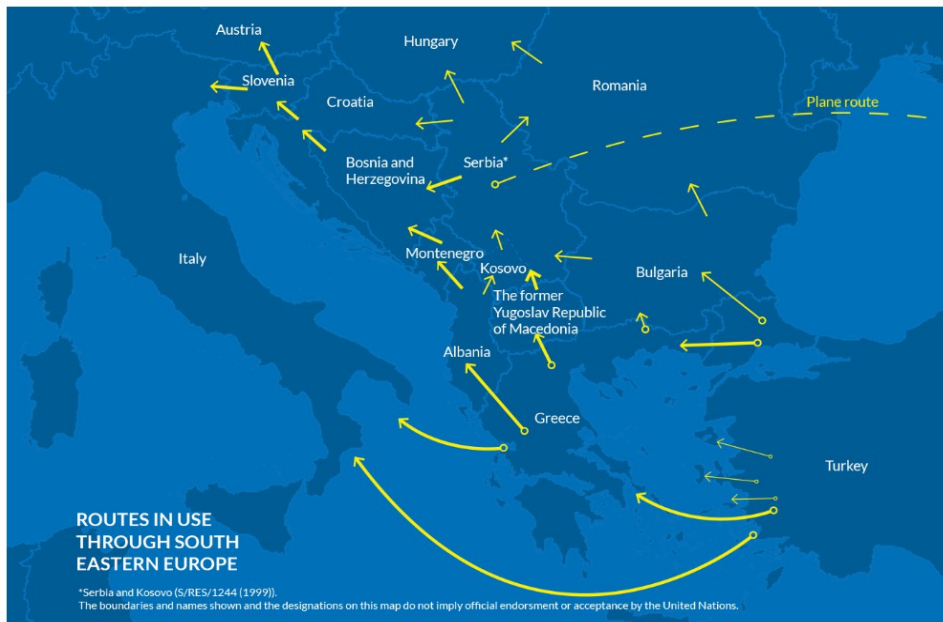 Austria
Hungary
Slovenia
Romania
Croatia
Plane route
Bosnia and
Herzegovina
Serbia*
Italy
Montenegro
Kosovo
Bulgaria
The former
Yugoslav Republic
of Macedonia
Albania
Greece
Turkey
ROUTES IN USE
THROUGH SOUTH
EASTERN EUROPE
*Serbia and Kosovo (S/RES/1244 (1999)).
The boundaries and names shown and the designations on this map do not imply official endorsment or acceptance by the United Nations.